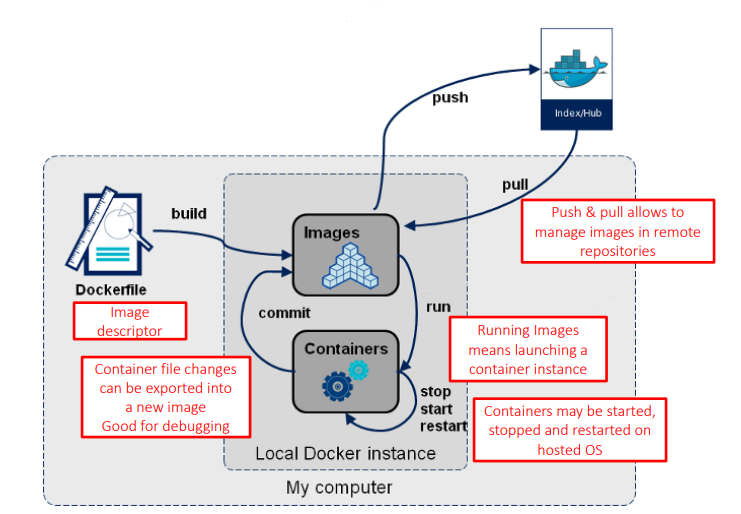 push
Index/Hub
pull
build
Push & pull allows to
manage images in remote
repositories
Images
Dockerfile
Image
descriptor
commit
run
Running Images
means launching a
container instance
Containers
Container file changes
can be exported into
a new image
Good for debugging
stop
start
restart
Containers may be started,
stopped and restarted on
hosted OS
Local Docker instance
My computer